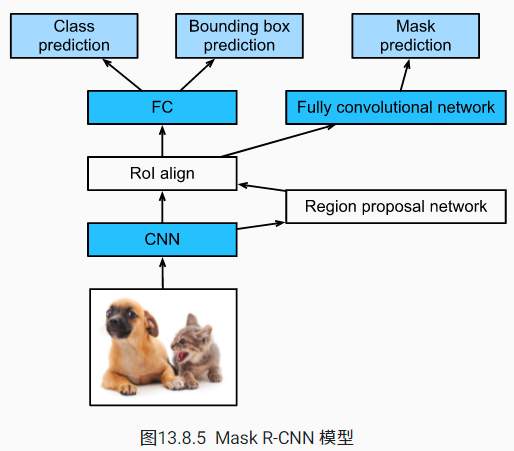 Class
prediction
Bounding box
prediction
Mask
prediction
FC
Fully convolutional network
RoI align
Region proposal network
CNN
图13.8.5 Mask R-CNN 模型